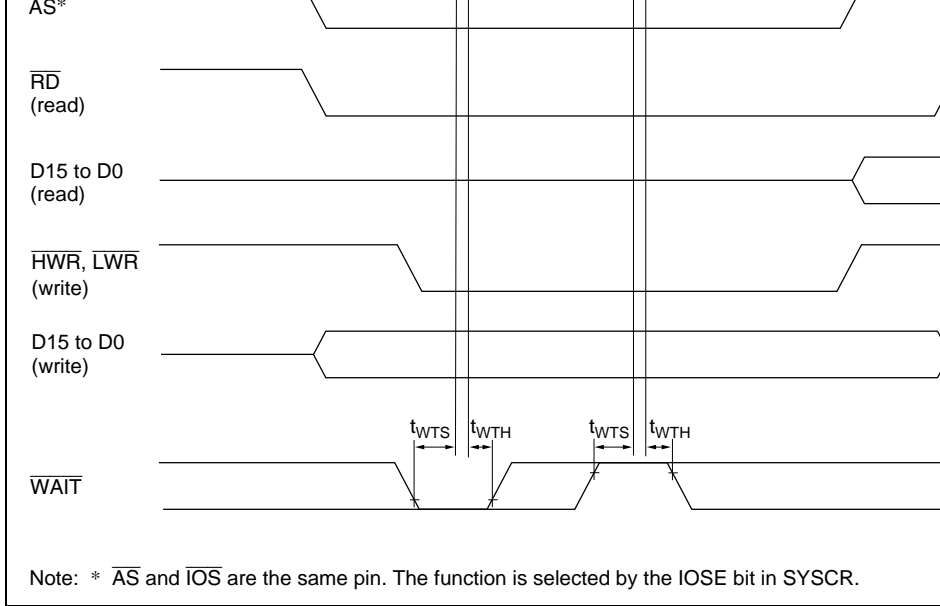 AS*
RD
(read)
D15 to D0
(read)
HWR, LWR
(write)
D15 to D0
(write)
tWTS tWTH tWTS tWTH
WAIT
Note: * AS and IOS are the same pin. The function is selected by the IOSE bit in SYSCR.